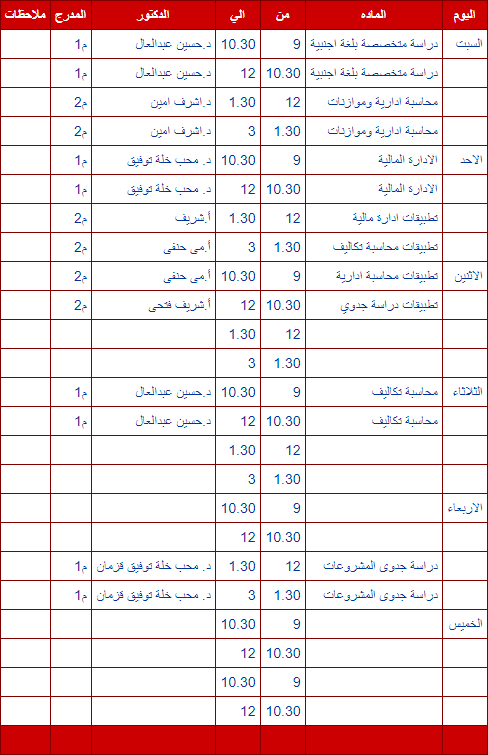 اليوم الماده من الي الدكتور المدرج ملاحظات
السبت دراسة متخصصة بلغة اجنبية 9 10.30 د.حسين عبدالعال م1
دراسة متخصصة بلغة اجنبية 10.30 12 د.حسين عبدالعال م1
محاسبة ادارية وموازنات 12 1.30 د.اشرف امين م2
محاسبة ادارية وموازنات 1.30 3 د.اشرف امين م2
الاحد الادارة المالية 9 10.30 د. محب خلة توفيق م1
الادارة المالية 10.30 12 د. محب خلة توفيق م1
تطبيقات ادارة مالية 12 1.30 أ.شريف م2
تطبيقات محاسبة تكاليف 1.30 3 أ.مى حنفى م2
الاثنين تطبيقات محاسبة ادارية 9 10.30 أ.مى حنفى م2
تطبيقات دراسة جدوي 10.30 12 أ.شريف فتحى م2
12 1.30
1.30 3
الثلاثاء محاسبة تكاليف 9 10.30 د.حسين عبدالعال م1
محاسبة تكاليف 10.30 12 د.حسين عبدالعال م1
12 1.30
1.30 3
الاربعاء 9 10.30
10.30 12
دراسة جدوى المشروعات 12 1.30 د. محب خلة توفيق قزمان م1
دراسة جدوى المشروعات 1.30 3 د. محب خلة توفيق قزمان م1
الخميس 9 10.30
10.30 12
9 10.30
10.30 12